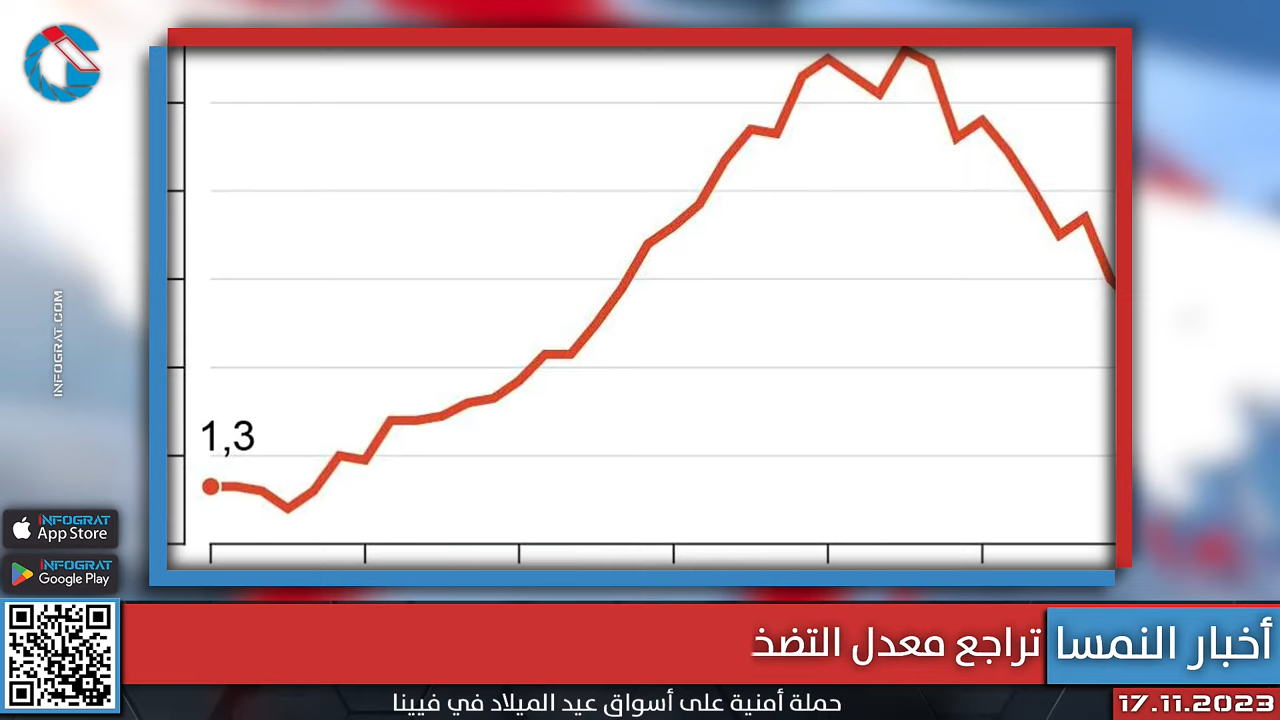 1,3
INFOGRAT.COM
INFOGRAT
App Store
INFOGRAT
Google Play
أخبار النمسا
تراجع معدل التضخ
حملة أمنية على أسواق عيد الميلاد في فيينا
17.11.2023